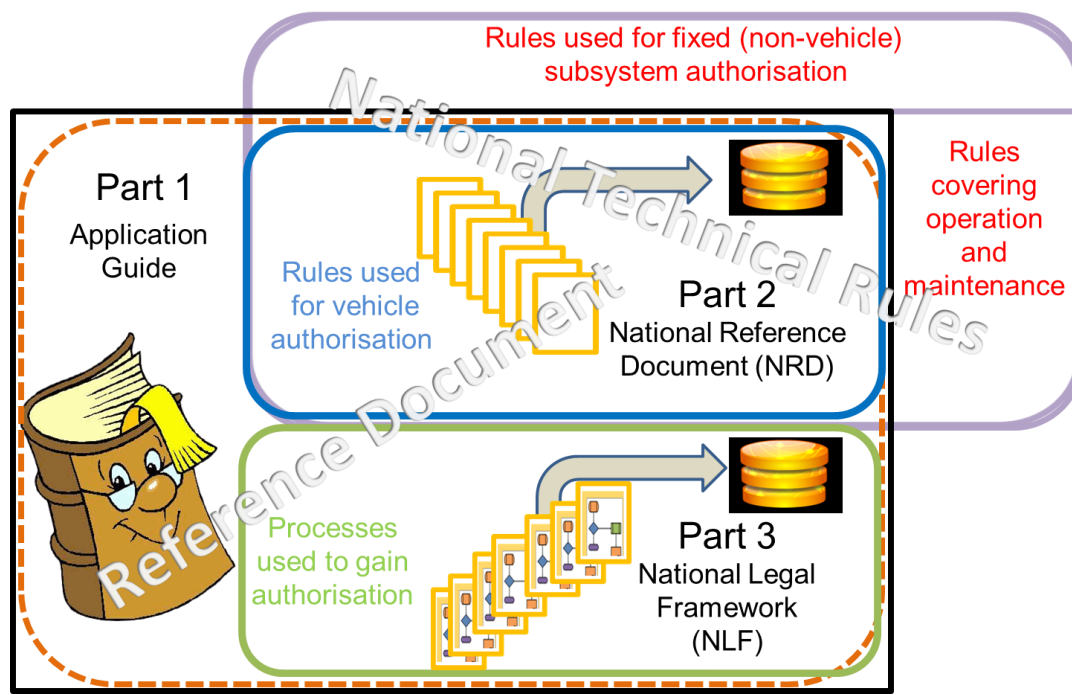 Rules used for fixed (non-vehicle)
subsystem authorisation
National Technical Rules
Rules
covering
operation
and
maintenance
Part 1
Application
Guide
Rules used
for vehicle
authorisation
Part 2
National Reference
Document (NRD)
Reference Document
Processes
used to gain
authorisation
Part 3
National Legal
Framework
(NLF)